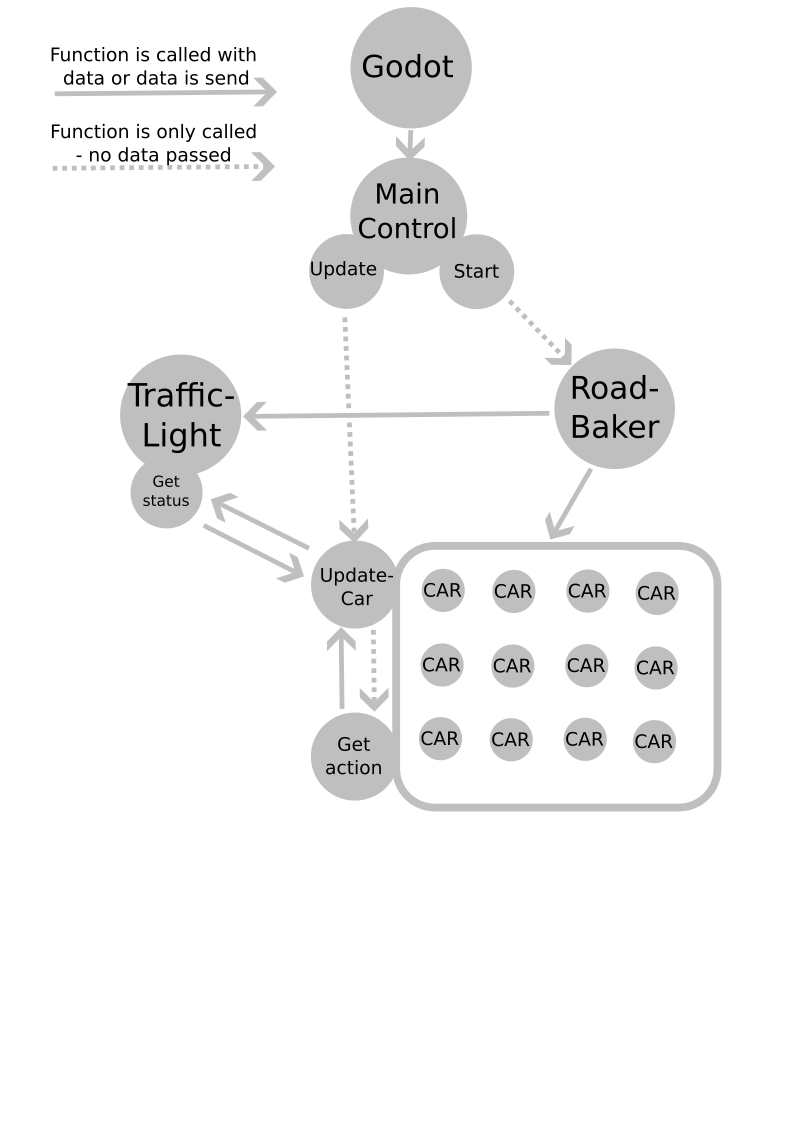 Function is called with
data or data is send
Function is only called
- no data passed
Godot
Main
Control
Update
Start
Traffic-
Light
Get
status
Road-
Baker
Update-
Car
Get
action
CAR CAR CAR CAR
CAR CAR CAR CAR
CAR CAR CAR CAR